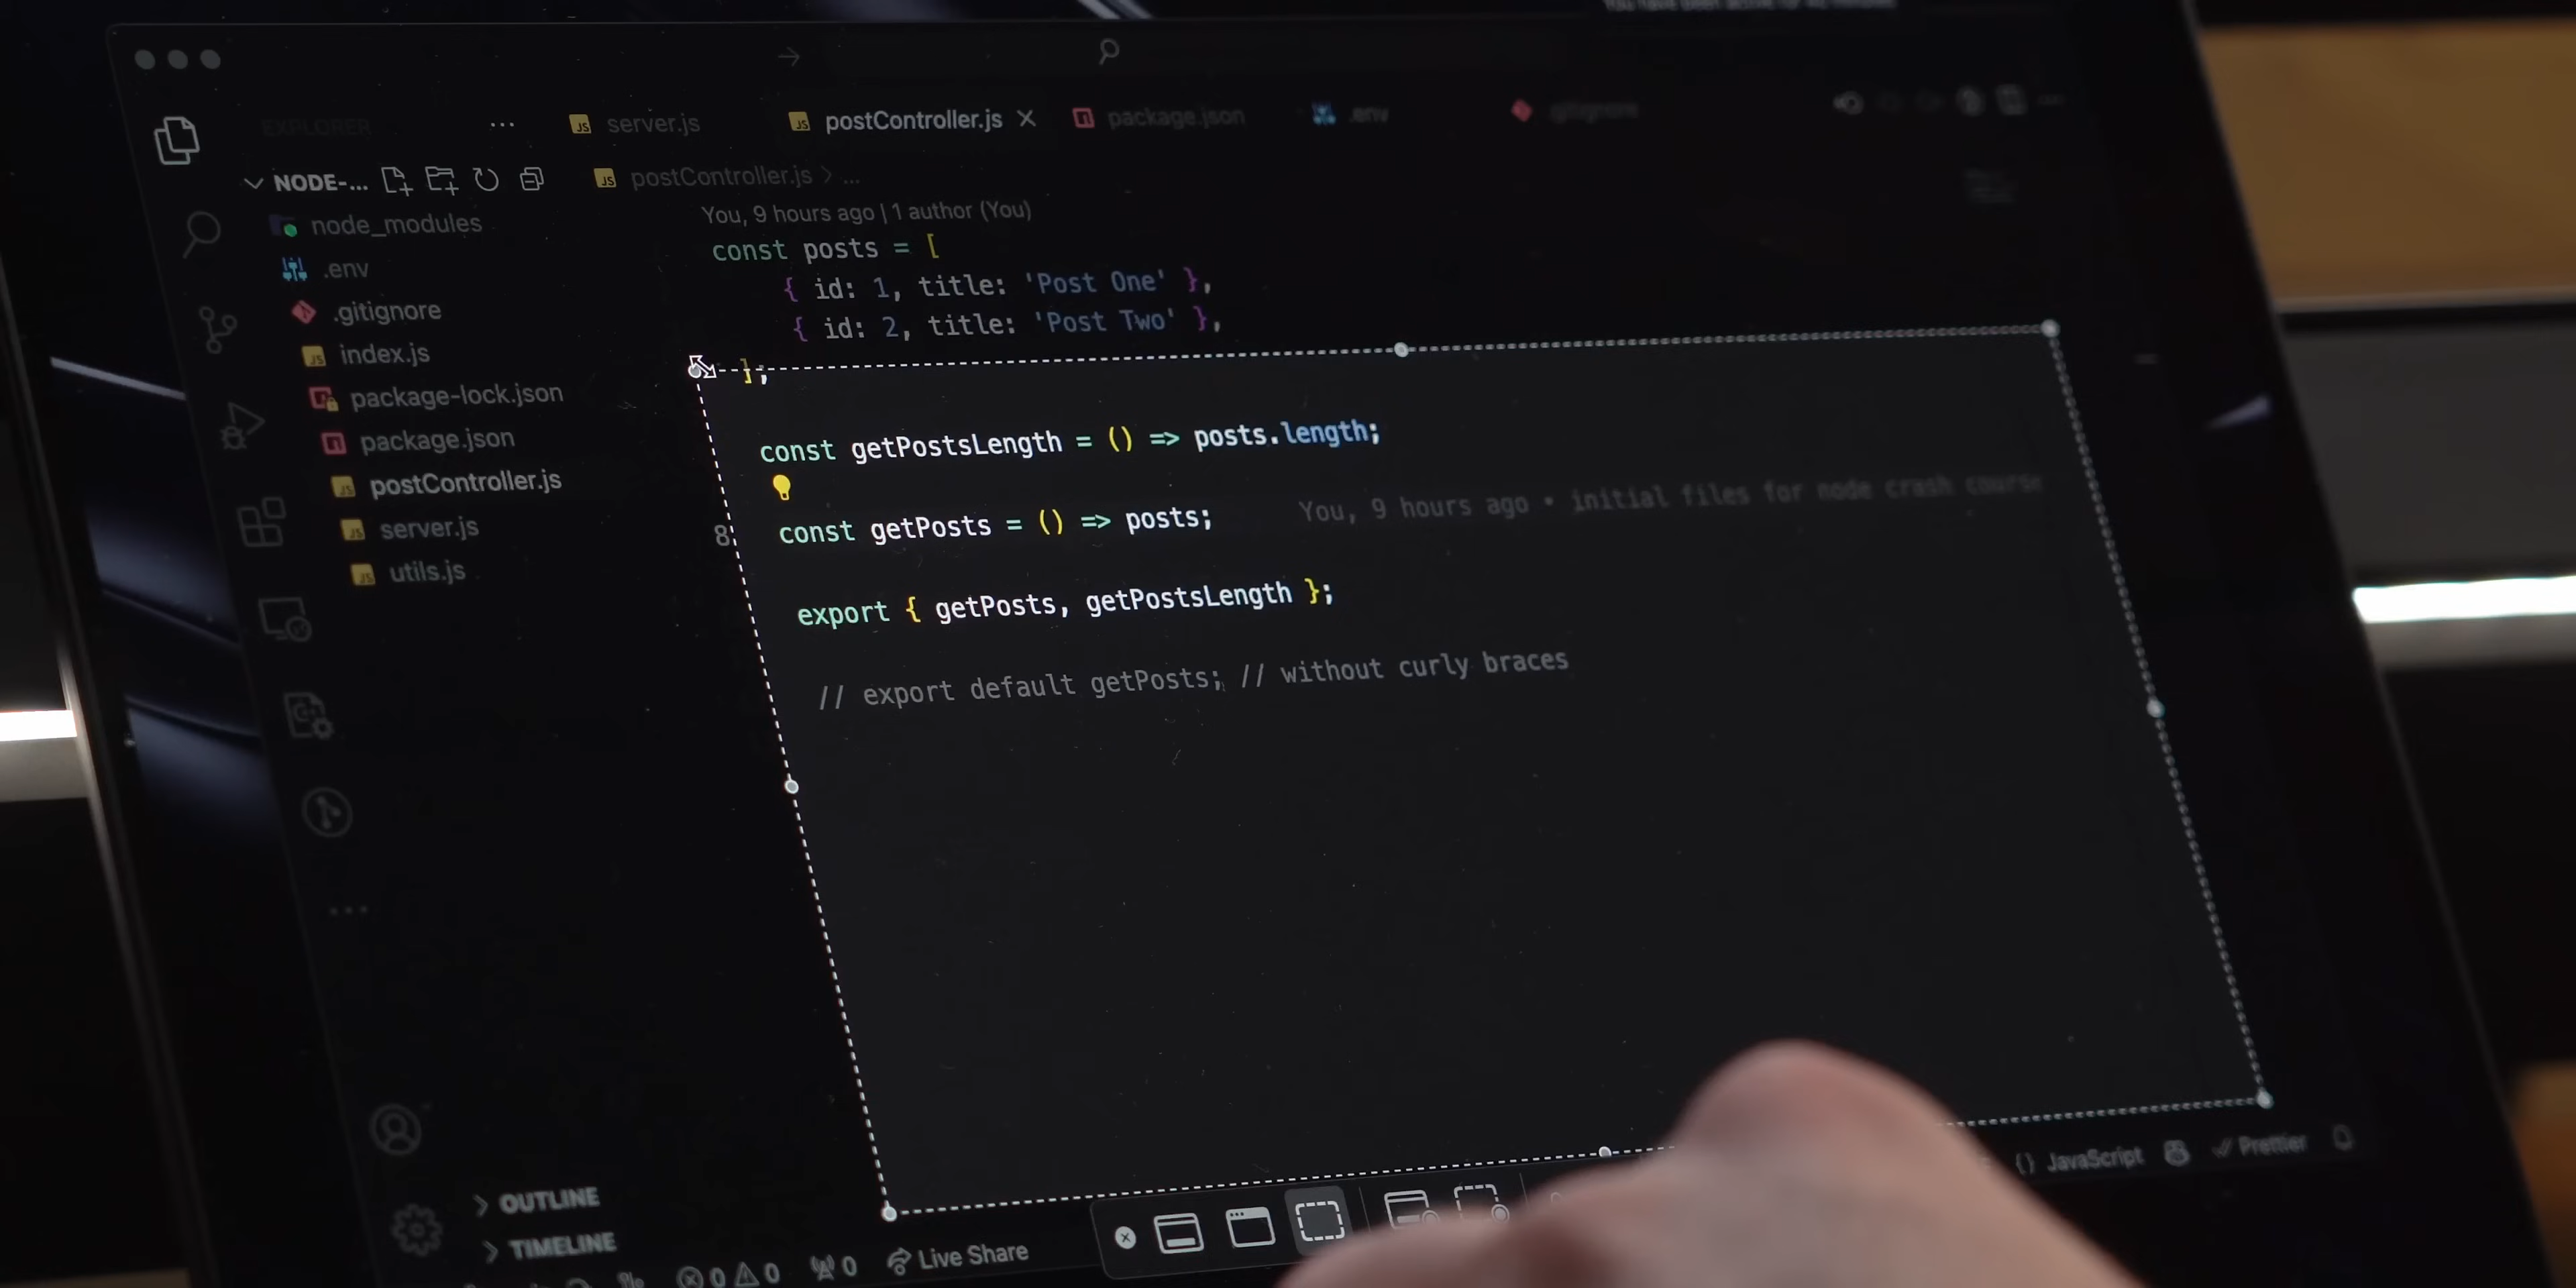 EXPLORER
server.js
postController.js
package.json
.env
.gitignore
NODE-...
postController.js > ...
node_modules
.env
.gitignore
index.js
package-lock.json
package.json
postController.js
server.js
utils.js
You, 9 hours ago | 1 author (You)
const posts = [
{ id: 1, title: 'Post One' },
{ id: 2, title: 'Post Two' },
];
const getPostsLength = () => posts.length;
8
const getPosts = () => posts; You, 9 hours ago • initial files for node crash course
export { getPosts, getPostsLength };
// export default getPosts; // without curly braces
OUTLINE
TIMELINE
0 0 0 Live Share
{} JavaScript Prettier